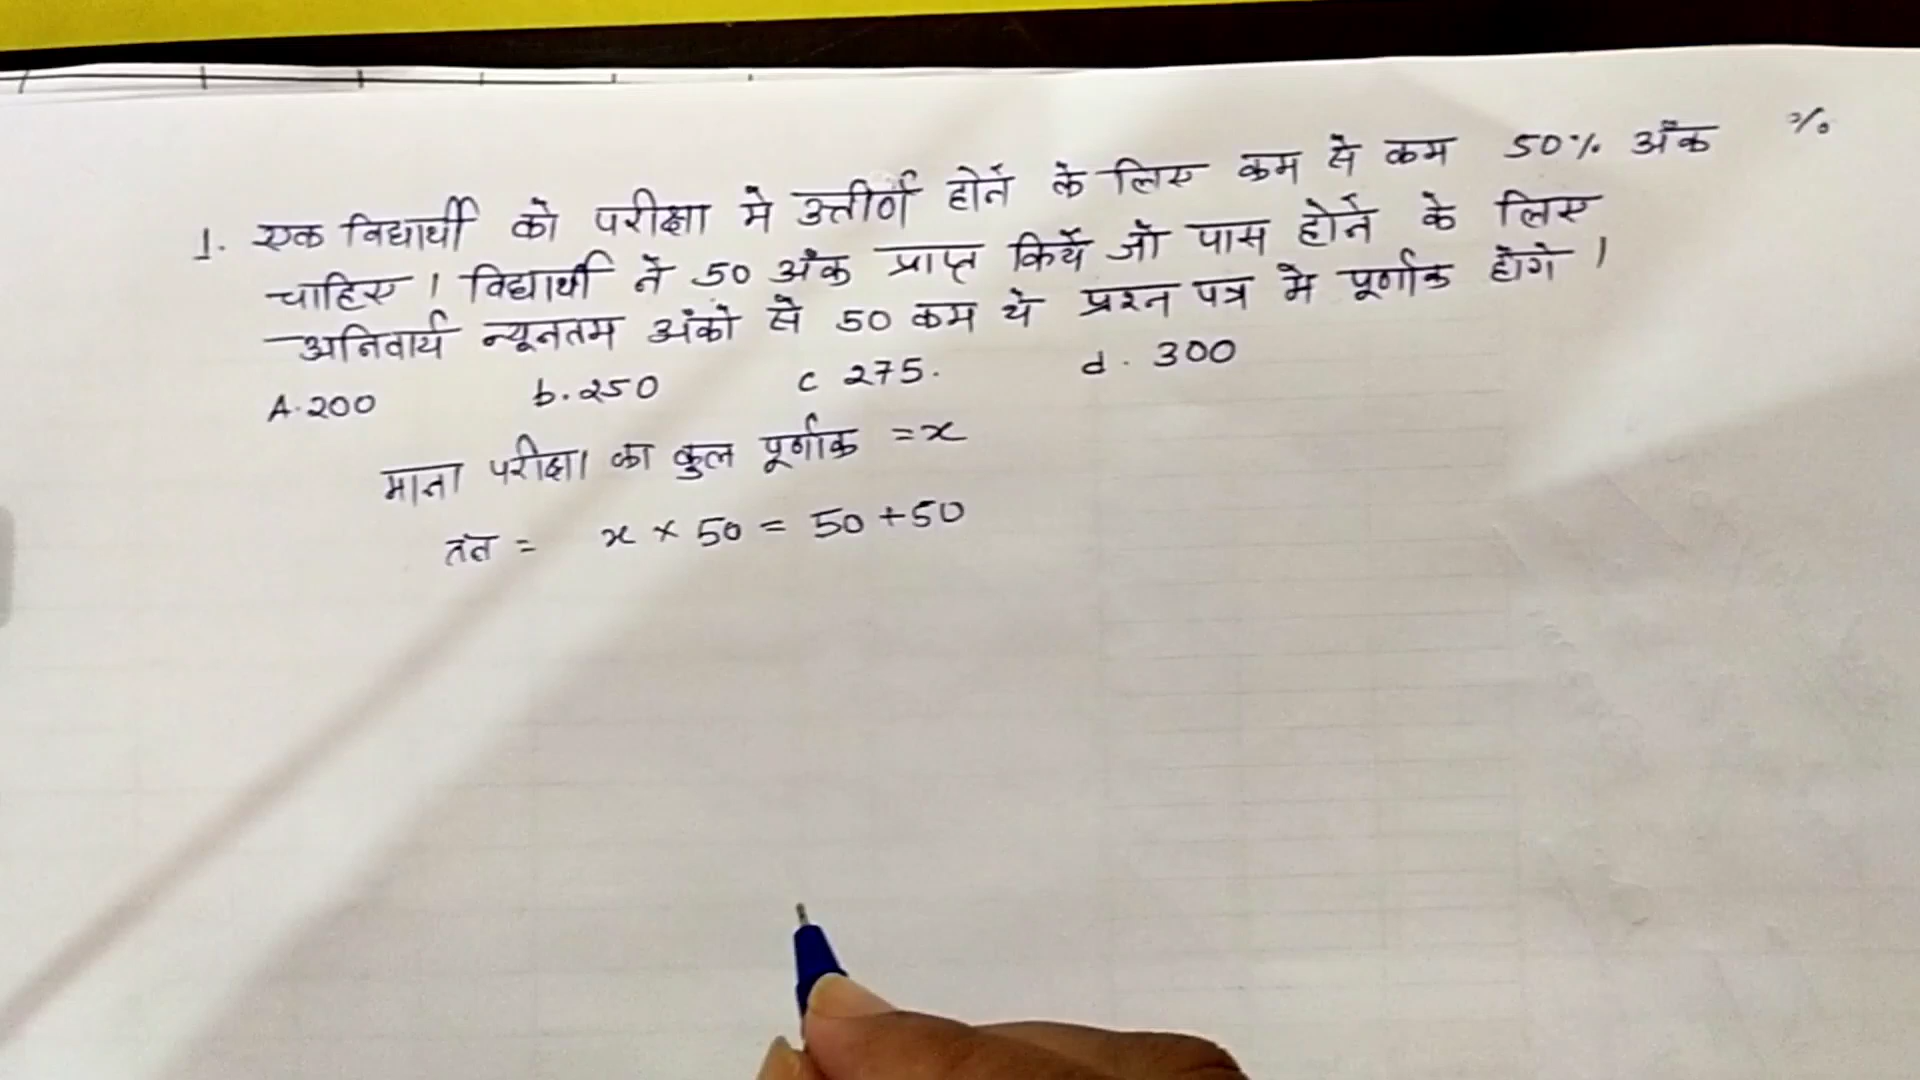 %
1. एक विद्यार्थी को परीक्षा मे उत्तीर्ण होने के लिए कम से कम 50% अंक
चाहिए। विद्यार्थी ने 50 अंक प्राप्त किये जो पास होने के लिए
अनिवार्य न्यूनतम अंको से 50 कम थे प्रश्न पत्र मे पूर्णाक होंगे।
A.200 b.250 c 275. d. 300
माना परीक्षा का कुल पूर्णाक =x
तब = x × 50 = 50+50